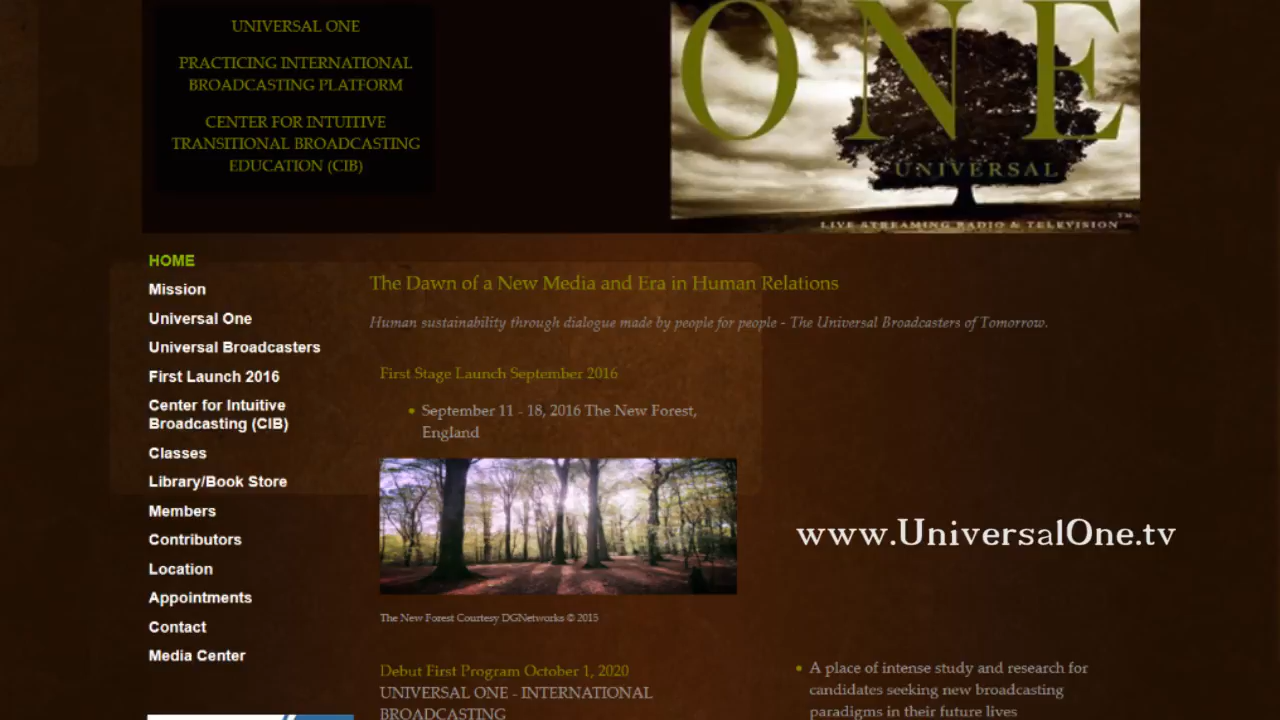 UNIVERSAL ONE
PRACTICING INTERNATIONAL
BROADCASTING PLATFORM
CENTER FOR INTUITIVE
TRANSITIONAL BROADCASTING
EDUCATION (CIB)
ONE
UNIVERSAL
LIVE STREAMING RADIO & TELEVISION™
HOME
Mission
Universal One
Universal Broadcasters
First Launch 2016
Center for Intuitive
Broadcasting (CIB)
Classes
Library/Book Store
Members
Contributors
Location
Appointments
Contact
Media Center
The Dawn of a New Media and Era in Human Relations
Human sustainability through dialogue made by people for people - The Universal Broadcasters of Tomorrow.
First Stage Launch September 2016
• September 11 - 18, 2016 The New Forest,
England
The New Forest Courtesy DGNetworks © 2015
Debut First Program October 1, 2020
UNIVERSAL ONE - INTERNATIONAL
BROADCASTING
www.UniversalOne.tv
• A place of intense study and research for
candidates seeking new broadcasting
paradigms in their future lives